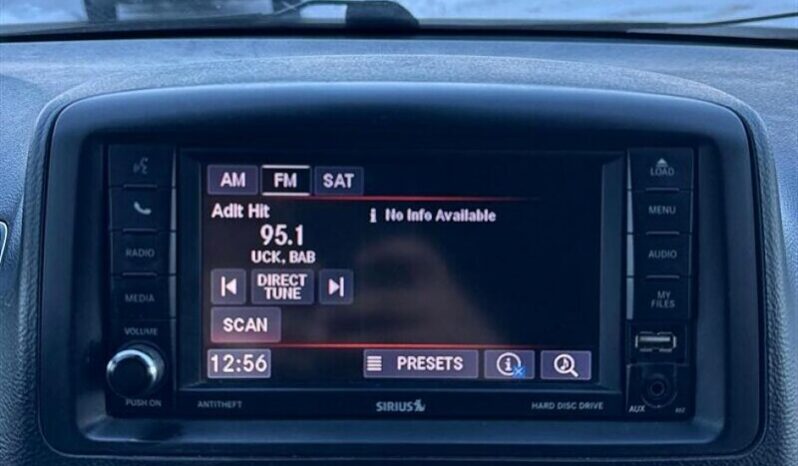 LOAD
AM FM SAT
RADIO
MEDIA
VOLUME
PUSH ON
Adlt Hit
95.1
UCK, BAB
DIRECT
TUNE
SCAN
12:56
i No Info Available
PRESETS
MENU
AUDIO
MY
FILES
AUX
ANTITHEFT
SIRIUS
HARD DISC DRIVE